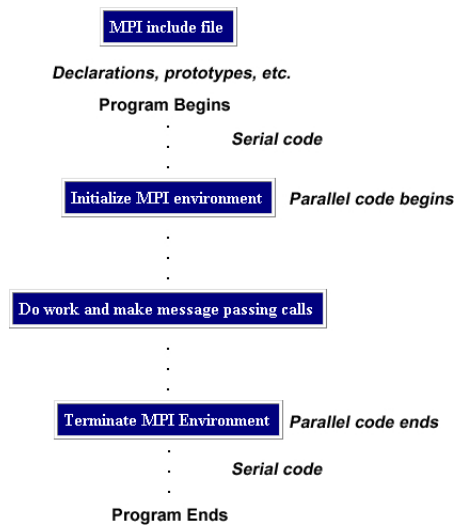 MPI include file
Declarations, prototypes, etc.
Program Begins
Serial code
Initialize MPI environment
Parallel code begins
Do work and make message passing calls
Terminate MPI Environment
Parallel code ends
Serial code
Program Ends